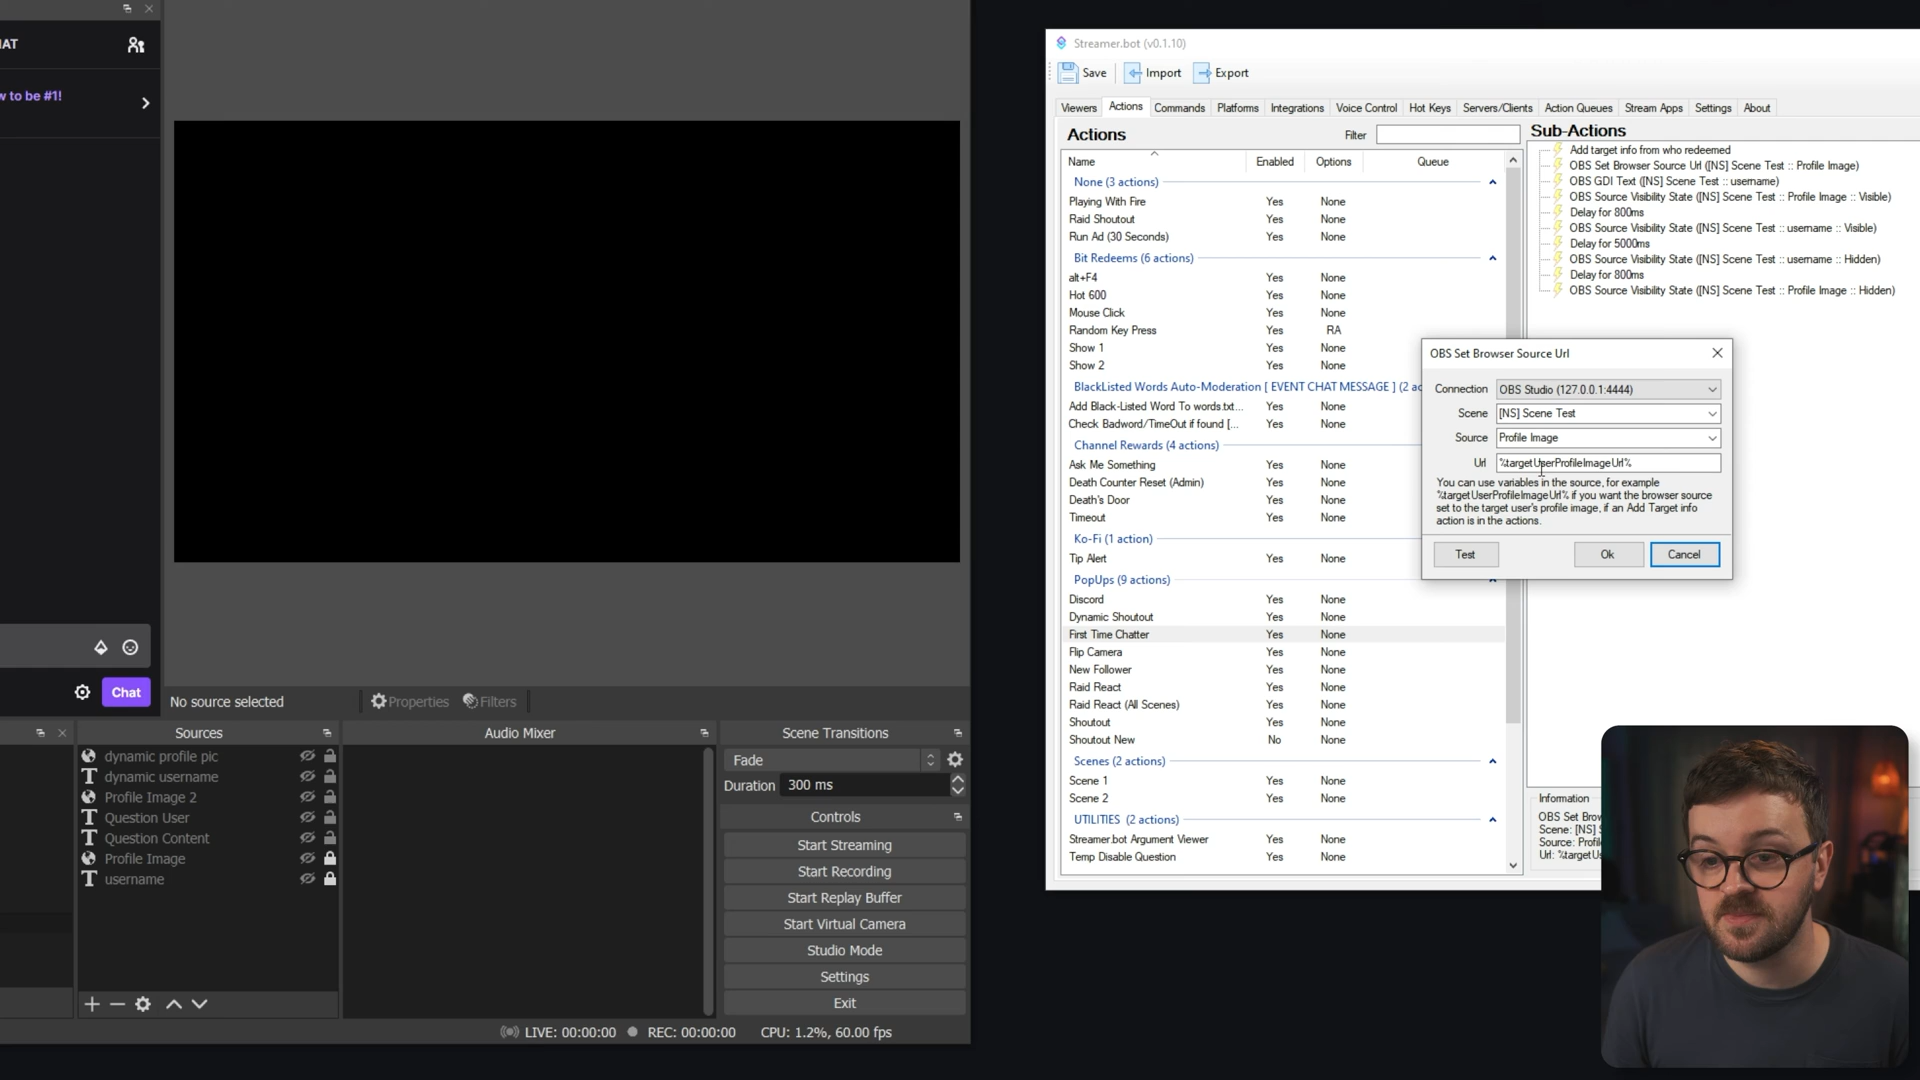 AT
w to be #1!
Chat
No source selected
Properties
Filters
Sources
dynamic profile pic
dynamic username
Profile Image 2
Question User
Question Content
Profile Image
username
Audio Mixer
Scene Transitions
Fade
Duration
300 ms
Controls
Start Streaming
Start Recording
Start Replay Buffer
Start Virtual Camera
Studio Mode
Settings
Exit
LIVE: 00:00:00
REC: 00:00:00
CPU: 1.2%, 60.00 fps
Streamer.bot (v0.1.10)
Save
Import
Export
Viewers Actions Commands Platforms Integrations Voice Control Hot Keys Servers/Clients Action Queues Stream Apps Settings About
Actions
Filter
Name Enabled Options Queue
None (3 actions)
Playing With Fire Yes None
Raid Shoutout Yes None
Run Ad (30 Seconds) Yes None
Bit Redeems (6 actions)
alt+F4 Yes None
Hot 600 Yes None
Mouse Click Yes None
Random Key Press Yes RA
Show 1 Yes None
Show 2 Yes None
BlackListed Words Auto-Moderation [ EVENT CHAT MESSAGE ] (2 ac
Add Black-Listed Word To words.txt... Yes None
Check Badword/TimeOut if found [... Yes None
Channel Rewards (4 actions)
Ask Me Something Yes None
Death Counter Reset (Admin) Yes None
Death's Door Yes None
Timeout Yes None
Ko-Fi (1 action)
Tip Alert Yes None
PopUps (9 actions)
Discord Yes None
Dynamic Shoutout Yes None
First Time Chatter Yes None
Flip Camera Yes None
New Follower Yes None
Raid React Yes None
Raid React (All Scenes) Yes None
Shoutout Yes None
Shoutout New No None
Scenes (2 actions)
Scene 1 Yes None
Scene 2 Yes None
UTILITIES (2 actions)
Streamer.bot Argument Viewer Yes None
Temp Disable Question Yes None
Sub-Actions
Add target info from who redeemed
OBS Set Browser Source Url ([NS] Scene Test :: Profile Image)
OBS GDI Text ([NS] Scene Test :: username)
OBS Source Visibility State ([NS] Scene Test :: Profile Image :: Visible)
Delay for 800ms
OBS Source Visibility State ([NS] Scene Test :: username :: Visible)
Delay for 5000ms
OBS Source Visibility State ([NS] Scene Test :: username :: Hidden)
Delay for 800ms
OBS Source Visibility State ([NS] Scene Test :: Profile Image :: Hidden)
OBS Set Browser Source Url
Connection OBS Studio (127.0.0.1:4444)
Scene [NS] Scene Test
Source Profile Image
Url %targetUserProfileImageUrl%
You can use variables in the source, for example
%targetUserProfileImageUrl% if you want the browser source
set to the target user's profile image, if an Add Target info
action is in the actions.
Test
Ok
Cancel
Information
OBS Set Brow
Scene: [NS] S
Source: Profil
Url: %targetUs